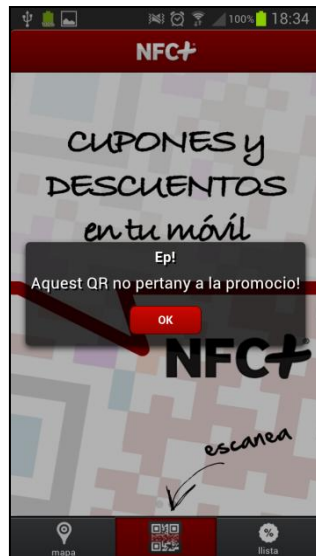 100% 18:34
NFC+
CUPONES y
DESCUENTOS
en tu móvil
Ep!
Aquest QR no pertany a la promocio!
OK
NFC+
escanea
mapa
llista